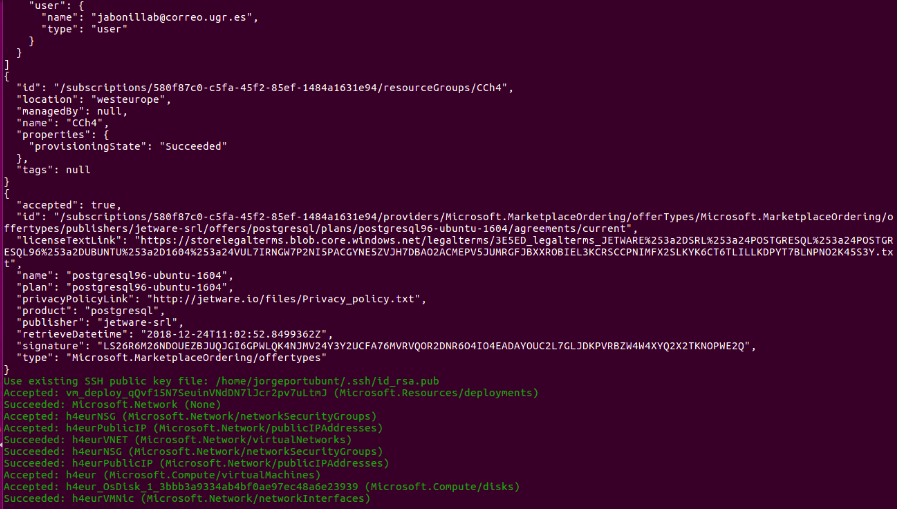 "user": {
"name": "jabonillab@correo.ugr.es",
"type": "user"
}
}
]
{
"id": "/subscriptions/580f87c0-c5fa-45f2-85ef-1484a1631e94/resourceGroups/CCh4",
"location": "westeurope",
"managedBy": null,
"name": "CCh4",
"properties": {
"provisioningState": "Succeeded"
},
"tags": null
}
{
"accepted": true,
"id": "/subscriptions/580f87c0-c5fa-45f2-85ef-1484a1631e94/providers/Microsoft.MarketplaceOrdering/offerTypes/Microsoft.MarketplaceOrdering/o
ffertypes/publishers/jetware-srl/offers/postgresql/plans/postgresql96-ubuntu-1604/agreements/current",
"licenseTextLink": "https://storelegalterms.blob.core.windows.net/legalterms/3E5ED_legalterms_JETWARE%253a2DSRL%253a24POSTGRESQL%253a24POSTGR
ESQL96%253a2DUBUNTU%253a2D1604%253a24VUL7IRNGW7P2NI5PACGYNESZVJH7DBAO2ACMEPV5JUMRGFJBXXROBIEL3KCRSCCPNIMFX2SLKYK6CT6TLILLKDPYT7BLNPNO2K45S3Y.tx
t",
"name": "postgresql96-ubuntu-1604",
"plan": "postgresql96-ubuntu-1604",
"privacyPolicyLink": "http://jetware.io/files/Privacy_policy.txt",
"product": "postgresql",
"publisher": "jetware-srl",
"retrieveDatetime": "2018-12-24T11:02:52.8499362Z",
"signature": "LS26R6M26NDOUEZBJUQJGI6GPWLQK4NJMV24Y3Y2UCFA76MVRVQOR2DNR6O4IO4EADAYOUC2L7GLJDKPVRBZW4W4XYQ2X2TKNOPWE2Q",
"type": "Microsoft.MarketplaceOrdering/offertypes"
}
Use existing SSH public key file: /home/jorgeportubunt/.ssh/id_rsa.pub
Accepted: vm_deploy_qQvf1SN7SeuinVNdDN7lJcr2pv7uLtmJ (Microsoft.Resources/deployments)
Succeeded: Microsoft.Network (None)
Accepted: h4eurNSG (Microsoft.Network/networkSecurityGroups)
Accepted: h4eurPublicIP (Microsoft.Network/publicIPAddresses)
Accepted: h4eurVNET (Microsoft.Network/virtualNetworks)
Succeeded: h4eurNSG (Microsoft.Network/networkSecurityGroups)
Succeeded: h4eurPublicIP (Microsoft.Network/publicIPAddresses)
Accepted: h4eur (Microsoft.Compute/virtualMachines)
Accepted: h4eur_OsDisk_1_3bbb3a9334ab4bf0ae97ec48a6e23939 (Microsoft.Compute/disks)
Succeeded: h4eurVMNic (Microsoft.Network/networkInterfaces)